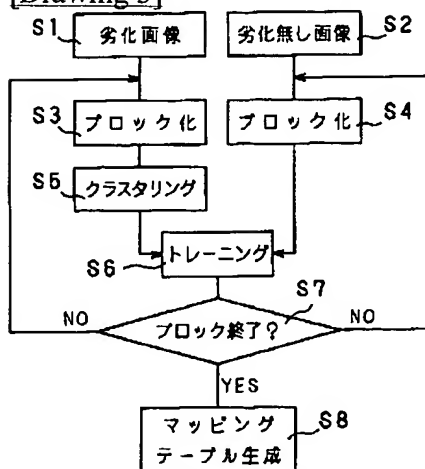 S1 劣化画像
劣化無し画像 S2
S3 ブロック化
ブロック化 S4
S5 クラスタリング
S6 トレーニング
ブロック終了? S7
NO
NO
YES
マッピング
テーブル生成 S8